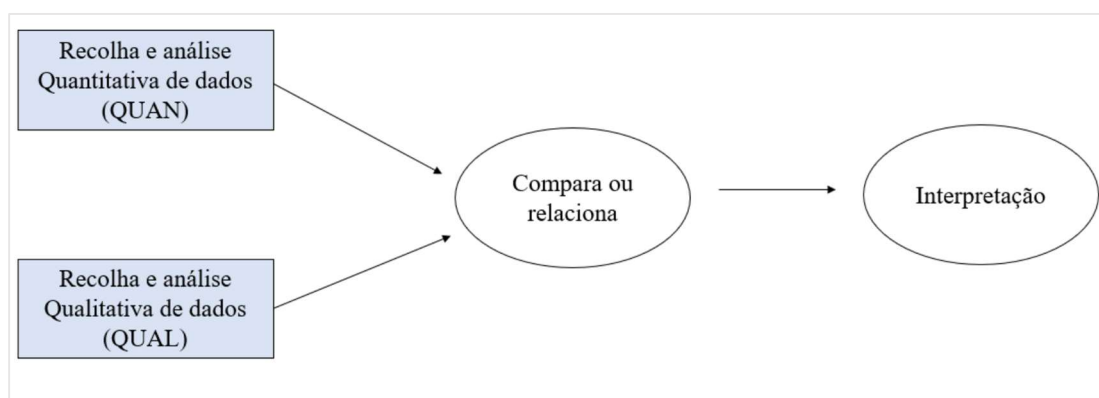 Recolha e análise
Quantitativa de dados
(QUAN)
Compara ou
relaciona
Interpretação
Recolha e análise
Qualitativa de dados
(QUAL)